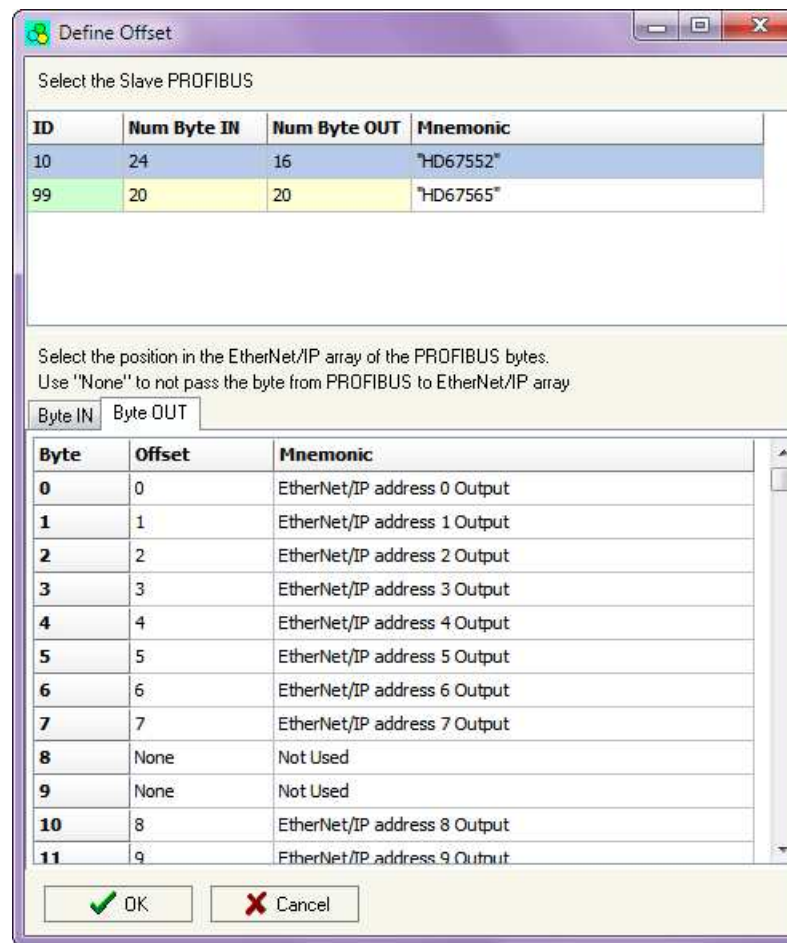 Define Offset
Select the Slave PROFIBUS
ID Num Byte IN Num Byte OUT Mnemonic
10 24 16 "HD67552"
99 20 20 "HD67565"
Select the position in the EtherNet/IP array of the PROFIBUS bytes.
Use "None" to not pass the byte from PROFIBUS to EtherNet/IP array
Byte IN Byte OUT
Byte Offset Mnemonic
0 0 EtherNet/IP address 0 Output
1 1 EtherNet/IP address 1 Output
2 2 EtherNet/IP address 2 Output
3 3 EtherNet/IP address 3 Output
4 4 EtherNet/IP address 4 Output
5 5 EtherNet/IP address 5 Output
6 6 EtherNet/IP address 6 Output
7 7 EtherNet/IP address 7 Output
8 None Not Used
9 None Not Used
10 8 EtherNet/IP address 8 Output
11 9 EtherNet/IP address 9 Output
OK Cancel